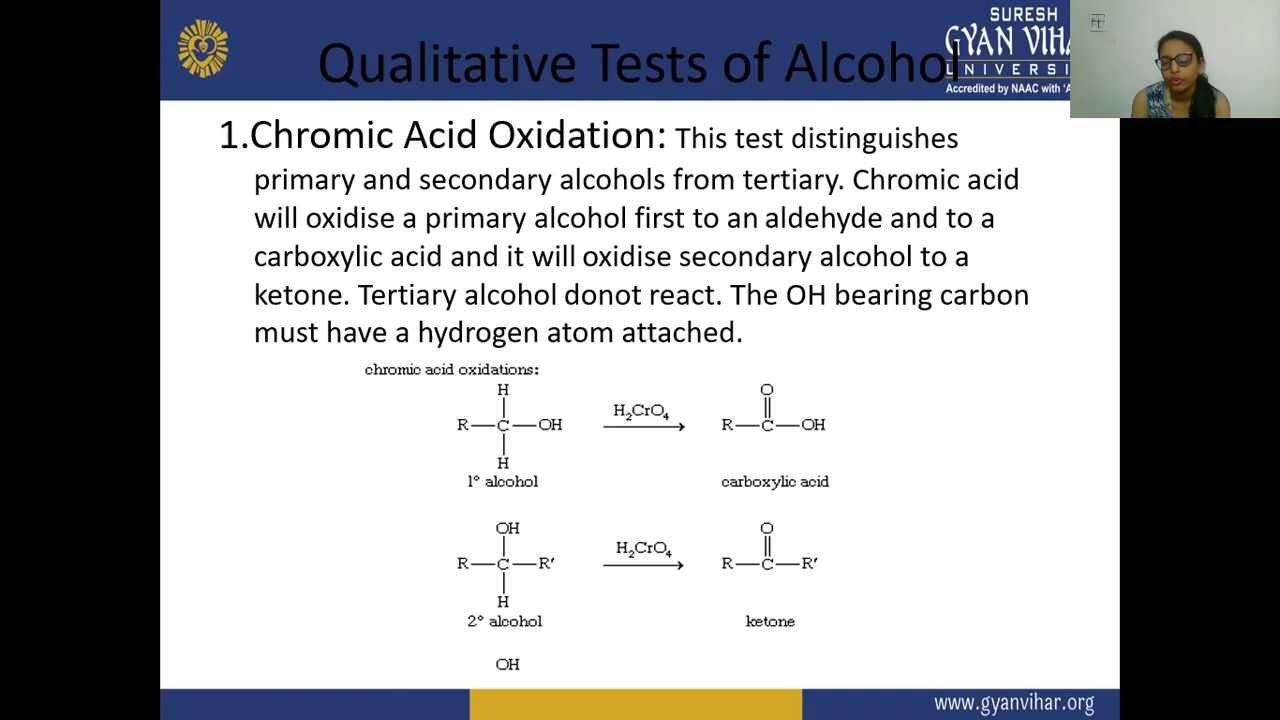 SURESH
GYAN VIHA
UNIVERSITY
Accredited by NAAC with 'A
Qualitative Tests of Alcohol
1.Chromic Acid Oxidation: This test distinguishes
primary and secondary alcohols from tertiary. Chromic acid
will oxidise a primary alcohol first to an aldehyde and to a
carboxylic acid and it will oxidise secondary alcohol to a
ketone. Tertiary alcohol donot react. The OH bearing carbon
must have a hydrogen atom attached.
chromic acid oxidations:
H
R—C—OH
H
1° alcohol
H₂CrO₄
O
R—C—OH
carboxylic acid
OH
R—C—R′
H
2° alcohol
H₂CrO₄
O
R—C—R′
ketone
OH
www.gyanvihar.org